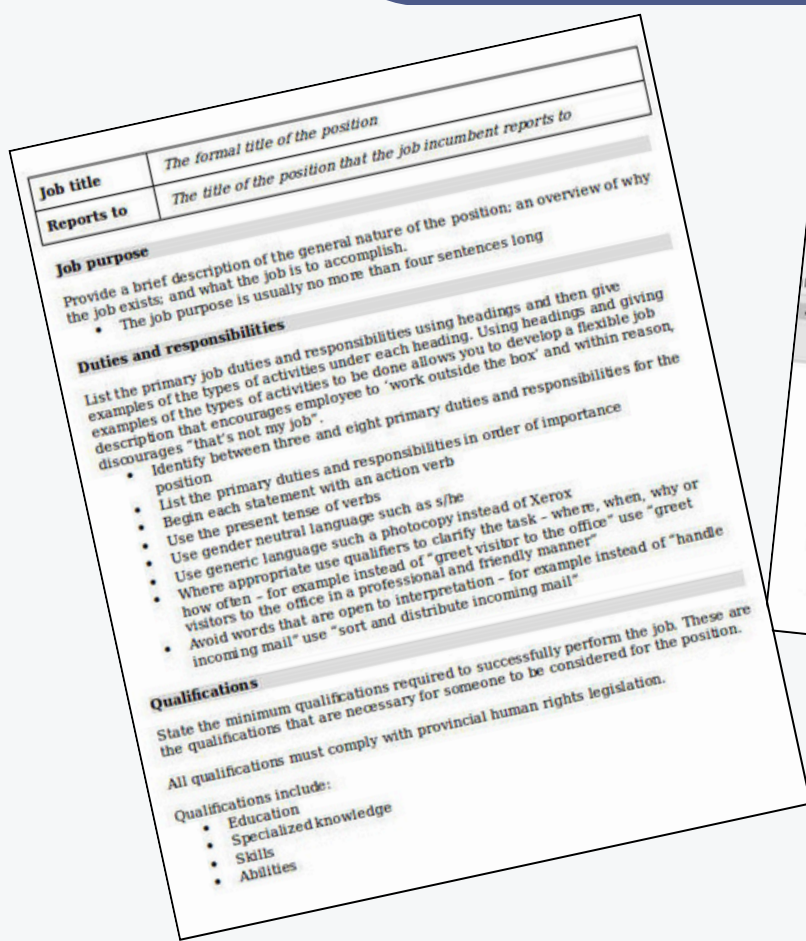 Job title The formal title of the position
Reports to The title of the position that the job incumbent reports to
Job purpose
Provide a brief description of the general nature of the position; an overview of why
the job exists; and what the job is to accomplish.
• The job purpose is usually no more than four sentences long
Duties and responsibilities
List the primary job duties and responsibilities using headings and then give
examples of the types of activities under each heading. Using headings and giving
examples of the types of activities to be done allows you to develop a flexible job
description that encourages employee to ‘work outside the box’ and within reason,
discourages “that’s not my job”.
• Identify between three and eight primary duties and responsibilities for the
position
• List the primary duties and responsibilities in order of importance
• Begin each statement with an action verb
• Use the present tense of verbs
• Use gender neutral language such as s/he
• Use generic language such a photocopy instead of Xerox
• Where appropriate use qualifiers to clarify the task – where, when, why or
how often – for example instead of “greet visitor to the office” use “greet
visitors to the office in a professional and friendly manner”
• Avoid words that are open to interpretation – for example instead of “handle
incoming mail” use “sort and distribute incoming mail”
Qualifications
State the minimum qualifications required to successfully perform the job. These are
the qualifications that are necessary for someone to be considered for the position.
All qualifications must comply with provincial human rights legislation.
Qualifications include:
• Education
• Specialized knowledge
• Skills
• Abilities